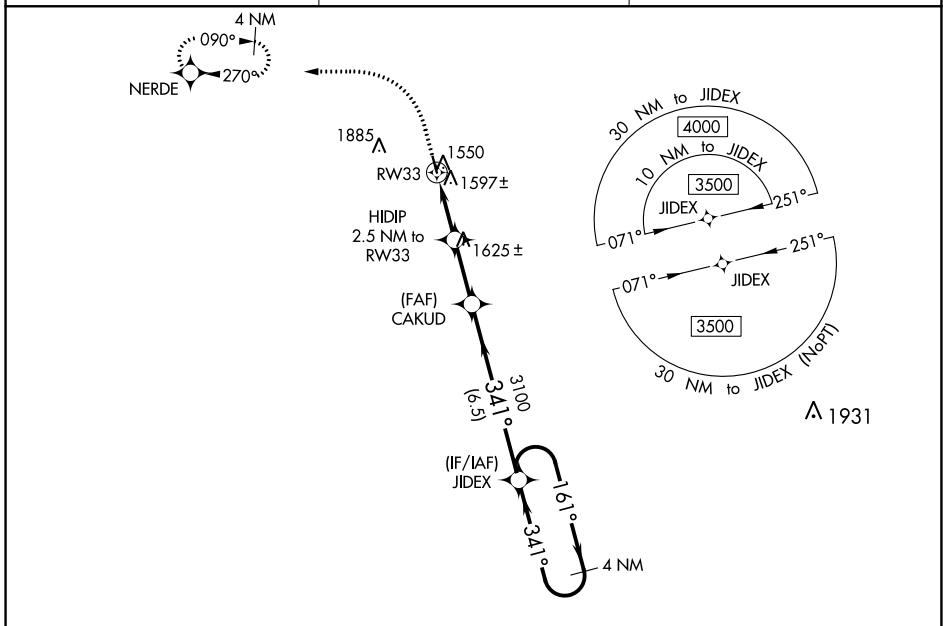 4 NM
090°
270°
NERDE
1885
1550
RW33
1597±
HIDIP
2.5 NM to
RW33
1625±
(FAF)
CAKUD
3100
341°
(6.5)
(IF/IAF)
JIDEX
161°
341°
4 NM
30 NM to JIDEX
4000
10 NM to JIDEX
3500
JIDEX
251°
071°
251°
071°
JIDEX
3500
30 NM to JIDEX (NoPT)
1931